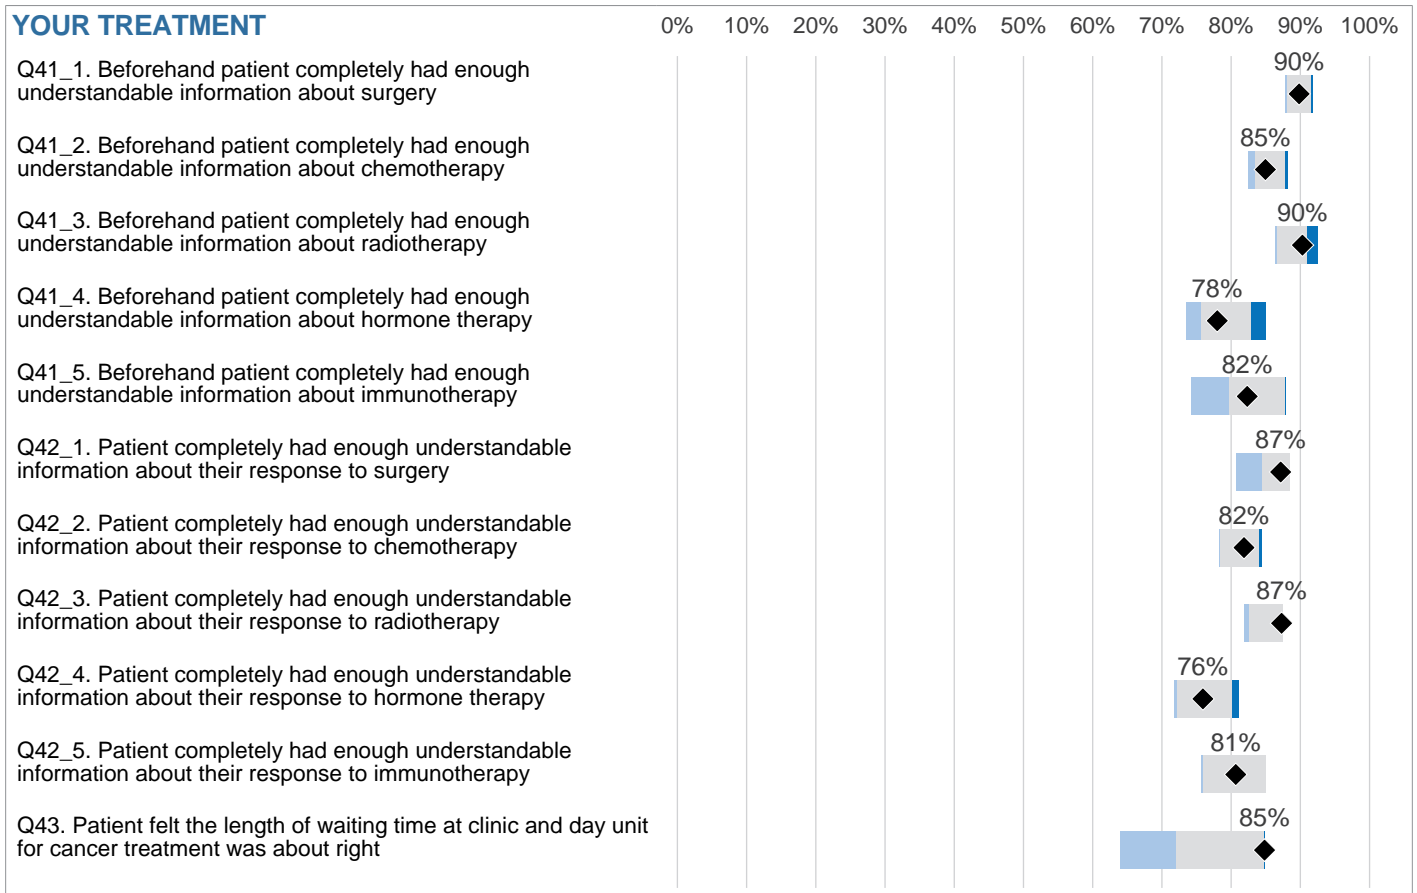 YOUR TREATMENT
0% 10% 20% 30% 40% 50% 60% 70% 80% 90% 100%
Q41_1. Beforehand patient completely had enough
understandable information about surgery
90%
Q41_2. Beforehand patient completely had enough
understandable information about chemotherapy
85%
Q41_3. Beforehand patient completely had enough
understandable information about radiotherapy
90%
Q41_4. Beforehand patient completely had enough
understandable information about hormone therapy
78%
Q41_5. Beforehand patient completely had enough
understandable information about immunotherapy
82%
Q42_1. Patient completely had enough understandable
information about their response to surgery
87%
Q42_2. Patient completely had enough understandable
information about their response to chemotherapy
82%
Q42_3. Patient completely had enough understandable
information about their response to radiotherapy
87%
Q42_4. Patient completely had enough understandable
information about their response to hormone therapy
76%
Q42_5. Patient completely had enough understandable
information about their response to immunotherapy
81%
Q43. Patient felt the length of waiting time at clinic and day unit
for cancer treatment was about right
85%